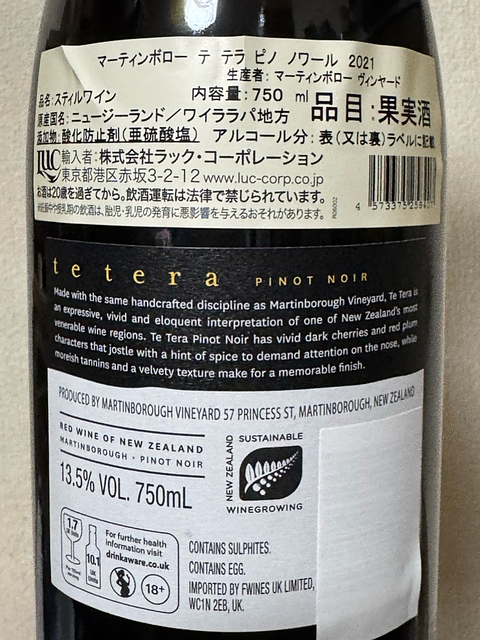 マーティンボロー テ テラ ピノ ノワール 2021
生産者: マーティンボロー ヴィンヤード
品名:スティルワイン 内容量:750 ml 品目:果実酒
原産国名:ニュージーランド/ワイララパ地方
添加物:酸化防止剤(亜硫酸塩) アルコール分:表(又は裏)ラベルに記載
LUC 輸入者:株式会社ラック・コーポレーション
東京都港区赤坂3-2-12 www.luc-corp.co.jp
お酒は20歳を過ぎてから。飲酒運転は法律で禁じられています。
妊娠中や授乳期の飲酒は、胎児・乳児の発育に悪影響を与えるおそれがあります。
te tera PINOT NOIR
Made with the same handcrafted discipline as Martinborough Vineyard, Te Tera is
an expressive, vivid and eloquent interpretation of one of New Zealand's most
venerable wine regions. Te Tera Pinot Noir has vivid dark cherries and red plum
characters that jostle with a hint of spice to demand attention on the nose, while
moreish tannins and a velvety texture make for a memorable finish.
PRODUCED BY MARTINBOROUGH VINEYARD 57 PRINCESS ST, MARTINBOROUGH, NEW ZEALAND
RED WINE OF NEW ZEALAND
MARTINBOROUGH • PINOT NOIR
13.5% VOL. 750mL
SUSTAINABLE
NEW ZEALAND
WINEGROWING
1.7
10.1
UK Units
For further health
information visit
drinkaware.co.uk
18+
CONTAINS SULPHITES.
CONTAINS EGG.
IMPORTED BY FWINES UK LIMITED,
WC1N 2EB, UK.